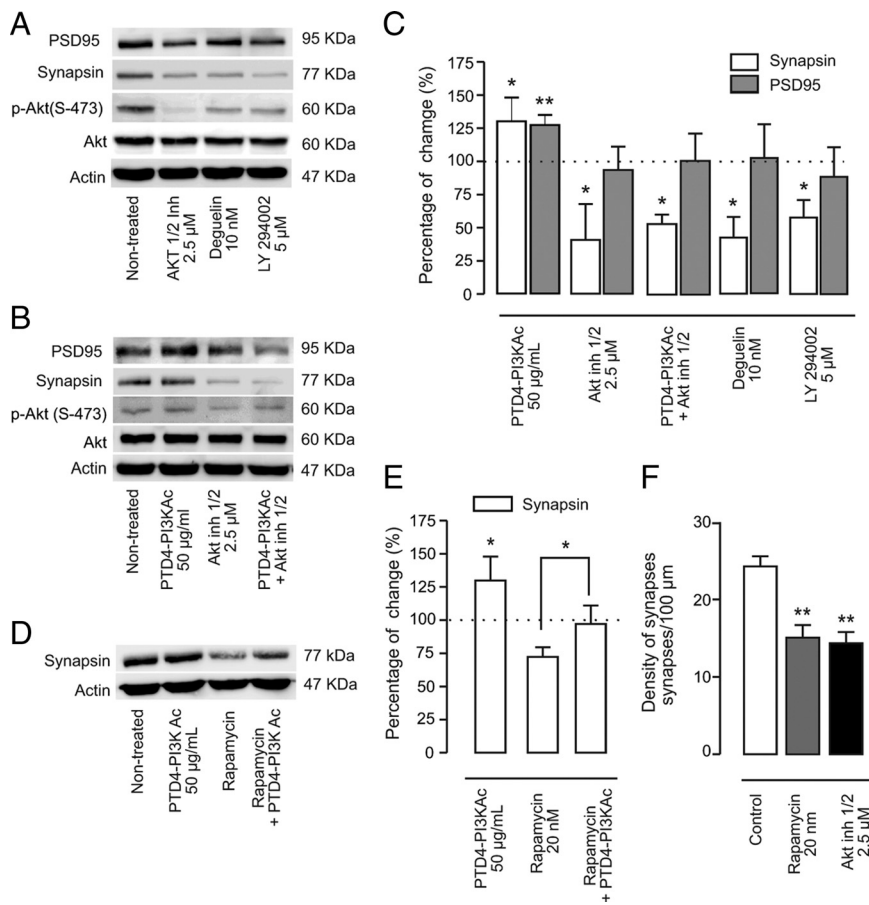 A
PSD95 95 KDa
Synapsin 77 KDa
p-Akt(S-473) 60 KDa
Akt 60 KDa
Actin 47 KDa
Non-treated
AKT 1/2 Inh
2.5 µM
Deguelin
10 nM
LY 294002
5 µM
B
PSD95 95 KDa
Synapsin 77 KDa
p-Akt (S-473) 60 KDa
Akt 60 KDa
Actin 47 KDa
Non-treated
PTD4-PI3KAc
50 µg/ml
Akt inh 1/2
2.5 µM
PTD4-PI3KAc
+ Akt inh 1/2
D
Synapsin 77 kDa
Actin 47 KDa
Non-treated
PTD4-PI3K Ac
50 µg/mL
Rapamycin
Rapamycin
+ PTD4-PI3K Ac
C
Synapsin
PSD95
Percentage of chamge (%)
175
150
125
100
75
50
25
0
* ** * * * *
PTD4-PI3KAc
50 µg/mL
Akt inh 1/2
2.5 µM
PTD4-PI3KAc
+ Akt inh 1/2
Deguelin
10 nM
LY 294002
5 µM
E
Synapsin
Percentage of change (%)
175
150
125
100
75
50
25
0
* *
PTD4-PI3KAc
50 µg/mL
Rapamycin
20 nM
Rapamycin
+ PTD4-PI3KAc
F
Density of synapses
synapses/100 µm
30
20
10
0
** **
Control
Rapamycin
20 nm
Akt inh 1/2
2,5 µM